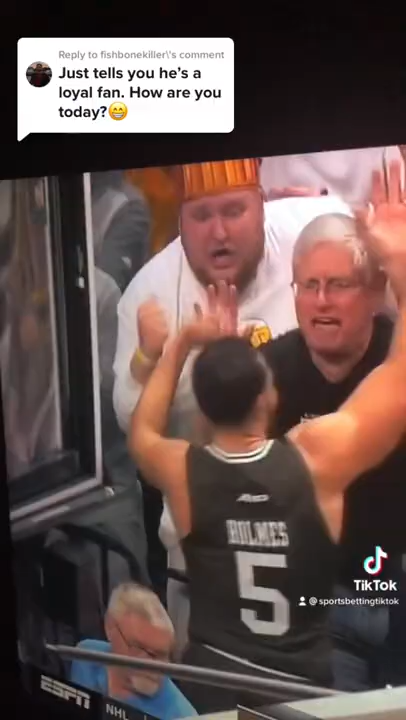 Reply to fishbonekiller\'s comment
Just tells you he's a
loyal fan. How are you
today?😁
HOLMES
5
TikTok
@sportsbettingtiktok
ESPN
NHL